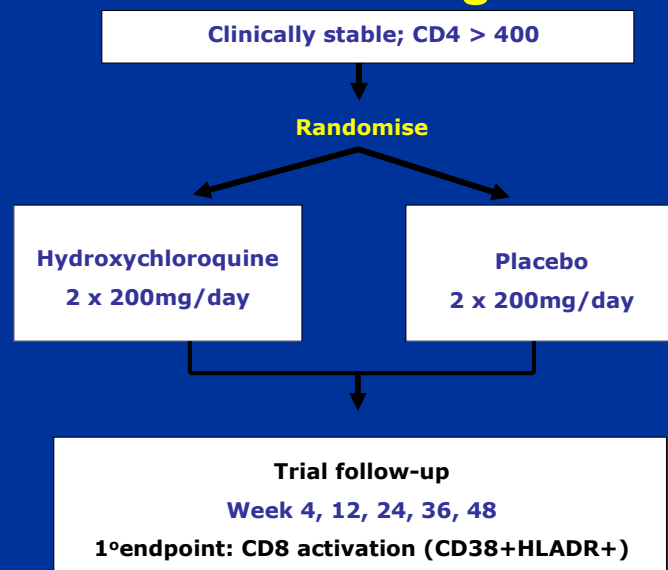 Clinically stable; CD4 > 400
Randomise
Hydroxychloroquine
2 x 200mg/day
Placebo
2 x 200mg/day
Trial follow-up
Week 4, 12, 24, 36, 48
1ᵒendpoint: CD8 activation (CD38+HLADR+)